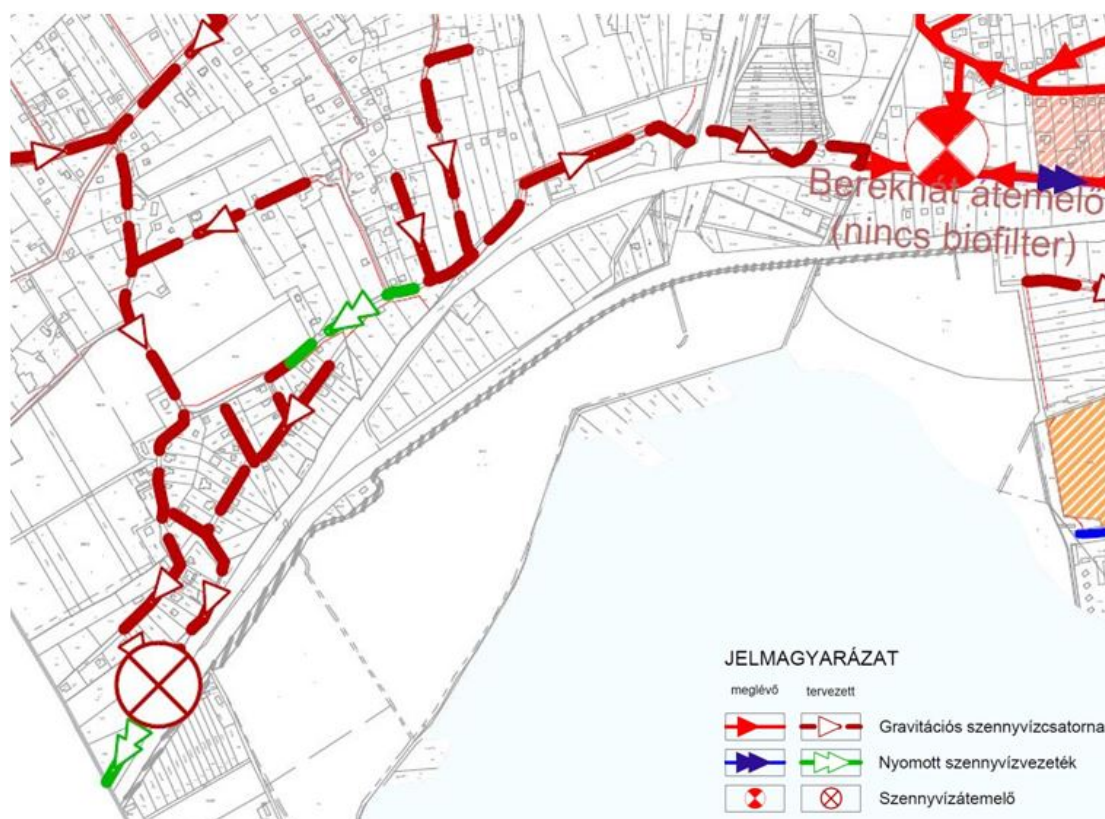 Berekhát átemelő
(nincs biofilter)
JELMAGYARÁZAT
meglévő tervezett
Gravitációs szennyvízcsatorna
Nyomott szennyvízvezeték
Szennyvízátemelő